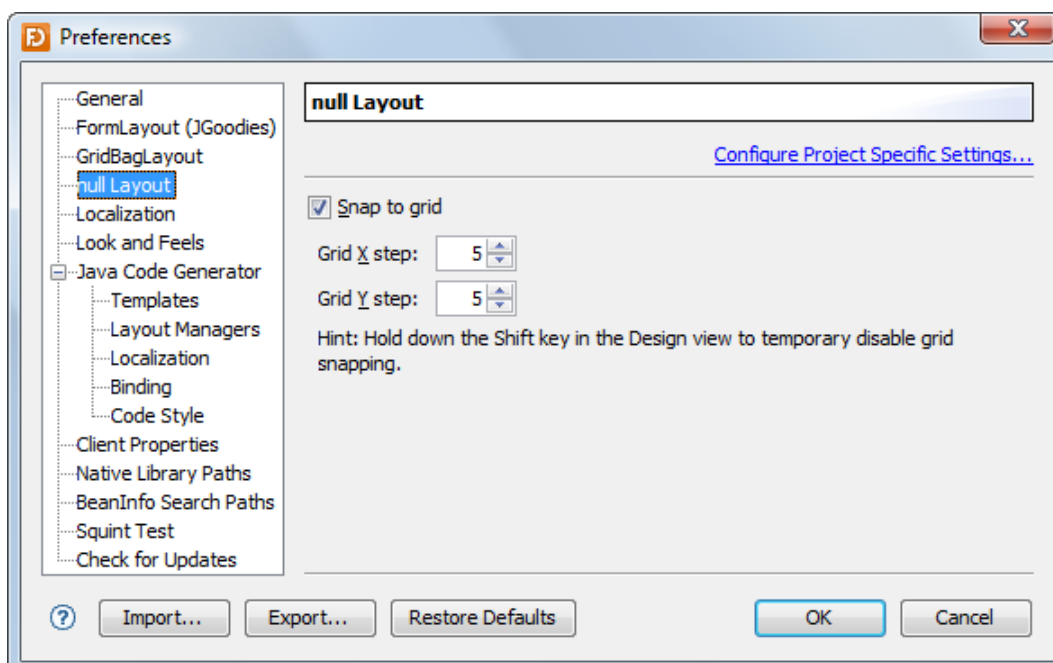 Preferences
General
FormLayout (JGoodies)
GridBagLayout
null Layout
Localization
Look and Feels
Java Code Generator
Templates
Layout Managers
Localization
Binding
Code Style
Client Properties
Native Library Paths
BeanInfo Search Paths
Squint Test
Check for Updates
null Layout
Configure Project Specific Settings...
Snap to grid
Grid X step: 5
Grid Y step: 5
Hint: Hold down the Shift key in the Design view to temporary disable grid
snapping.
? Import... Export... Restore Defaults OK Cancel